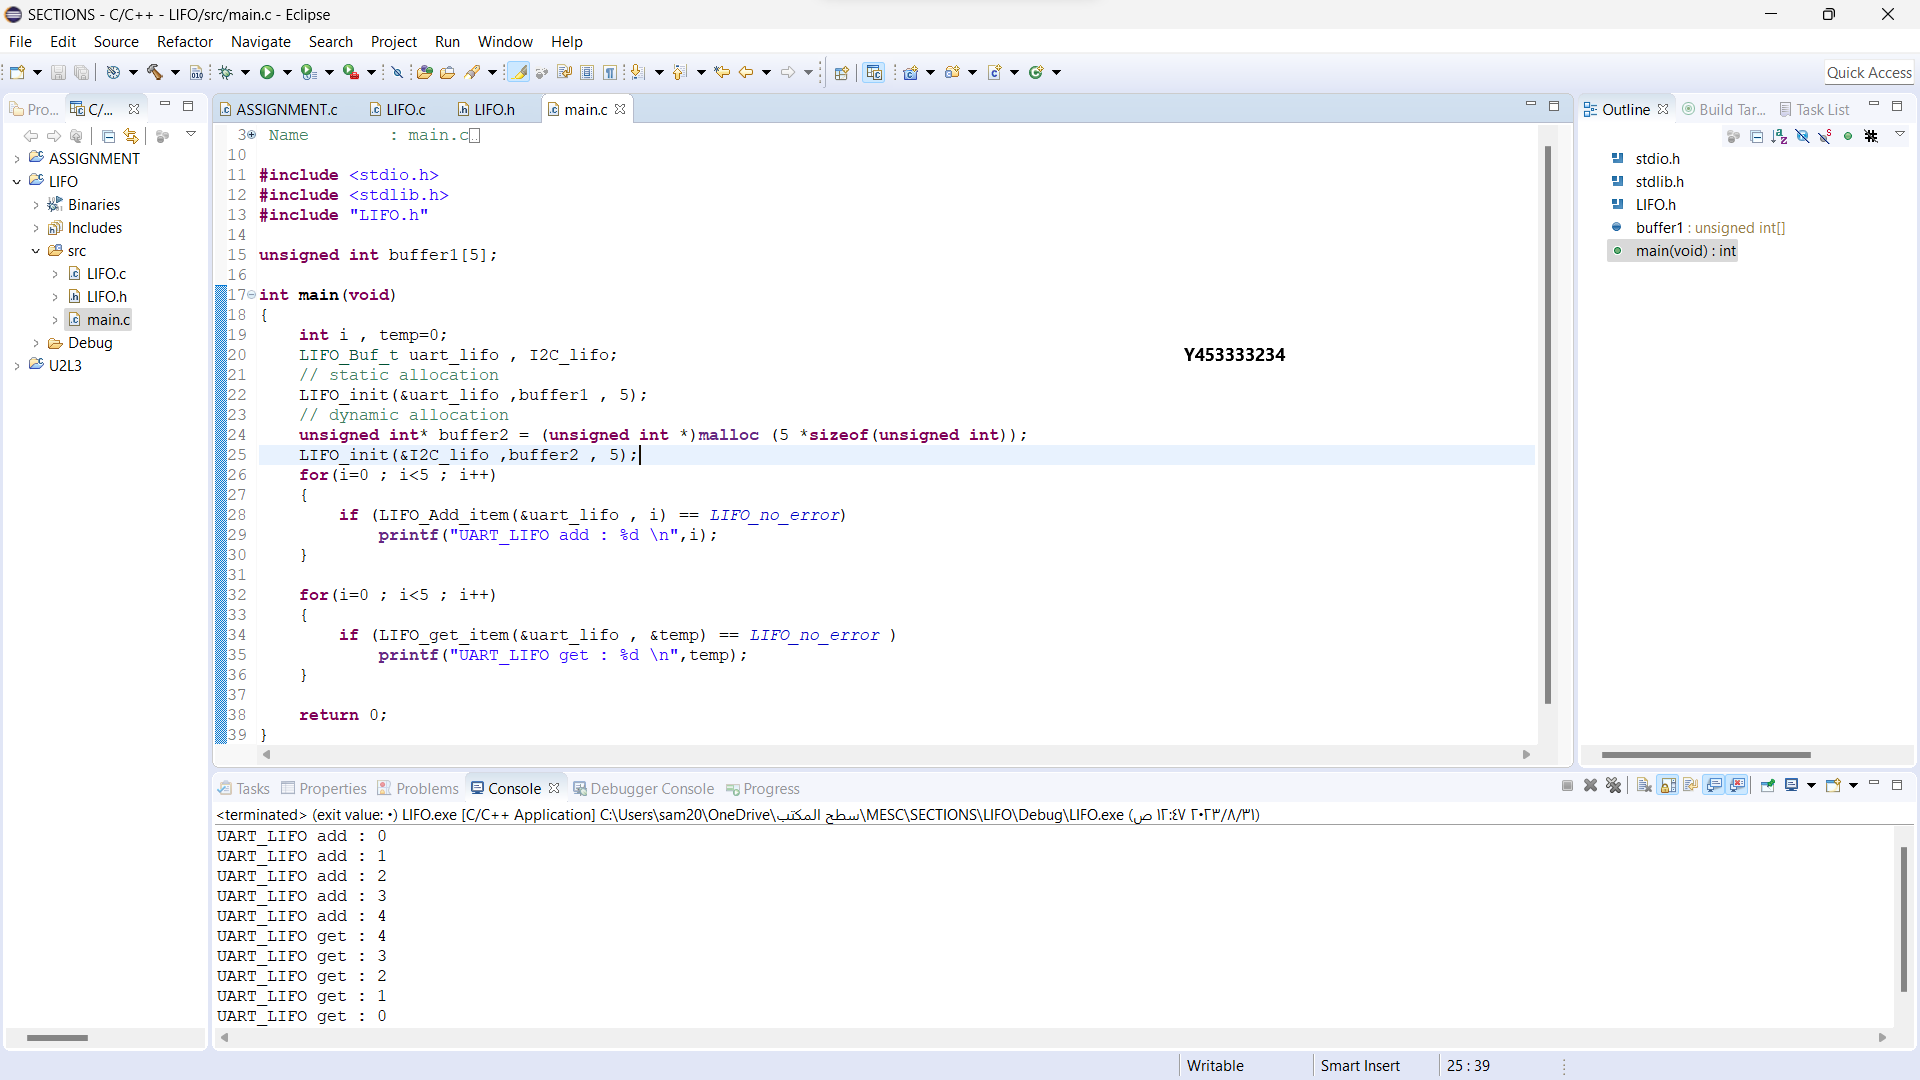 SECTIONS - C/C++ - LIFO/src/main.c - Eclipse
File Edit Source Refactor Navigate Search Project Run Window Help
Quick Access
Pro... C/...
ASSIGNMENT
LIFO
Binaries
Includes
src
LIFO.c
LIFO.h
main.c
Debug
U2L3
ASSIGNMENT.c LIFO.c LIFO.h main.c
3 Name : main.c
10
11 #include <stdio.h>
12 #include <stdlib.h>
13 #include "LIFO.h"
14
15 unsigned int buffer1[5];
16
17 int main(void)
18 {
19 int i , temp=0;
20 LIFO_Buf_t uart_lifo , I2C_lifo;
21 // static allocation
22 LIFO_init(&uart_lifo ,buffer1 , 5);
23 // dynamic allocation
24 unsigned int* buffer2 = (unsigned int *)malloc (5 *sizeof(unsigned int));
25 LIFO_init(&I2C_lifo ,buffer2 , 5);
26 for(i=0 ; i<5 ; i++)
27 {
28 if (LIFO_Add_item(&uart_lifo , i) == LIFO_no_error)
29 printf("UART_LIFO add : %d \n",i);
30 }
31
32 for(i=0 ; i<5 ; i++)
33 {
34 if (LIFO_get_item(&uart_lifo , &temp) == LIFO_no_error )
35 printf("UART_LIFO get : %d \n",temp);
36 }
37
38 return 0;
39 }
Y453333234
Outline Build Tar... Task List
stdio.h
stdlib.h
LIFO.h
buffer1 : unsigned int[]
main(void) : int
Tasks Properties Problems Console Debugger Console Progress
<terminated> (exit value: ٠) LIFO.exe [C/C++ Application] C:\Users\sam20\OneDrive\سطح المكتب\MESC\SECTIONS\LIFO\Debug\LIFO.exe (٣١/٨/٢٠٢٣ ١٢:٤٧ ص)
UART_LIFO add : 0
UART_LIFO add : 1
UART_LIFO add : 2
UART_LIFO add : 3
UART_LIFO add : 4
UART_LIFO get : 4
UART_LIFO get : 3
UART_LIFO get : 2
UART_LIFO get : 1
UART_LIFO get : 0
Writable Smart Insert 25 : 39